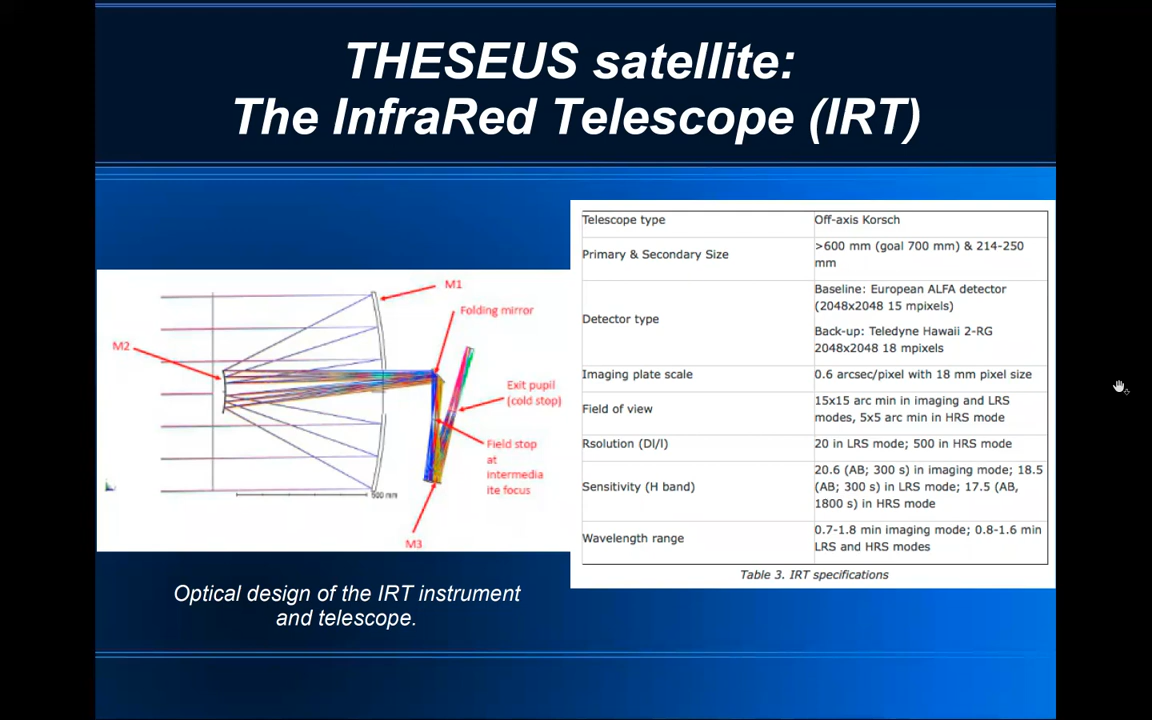 THESEUS satellite:
The InfraRed Telescope (IRT)
M1
Folding mirror
M2
Exit pupil
(cold stop)
Field stop
at
intermedia
ite focus
500 mm
M3
Optical design of the IRT instrument
and telescope.
Telescope type Off-axis Korsch
Primary & Secondary Size >600 mm (goal 700 mm) & 214-250
mm
Detector type Baseline: European ALFA detector
(2048x2048 15 mpixels)
Back-up: Teledyne Hawaii 2-RG
2048x2048 18 mpixels)
Imaging plate scale 0.6 arcsec/pixel with 18 mm pixel size
Field of view 15x15 arc min in imaging and LRS
modes, 5x5 arc min in HRS mode
Rsolution (Dl/l) 20 in LRS mode; 500 in HRS mode
Sensitivity (H band) 20.6 (AB; 300 s) in imaging mode; 18.5
(AB; 300 s) in LRS mode; 17.5 (AB,
1800 s) in HRS mode
Wavelength range 0.7-1.8 min imaging mode; 0.8-1.6 min
LRS and HRS modes
Table 3. IRT specifications